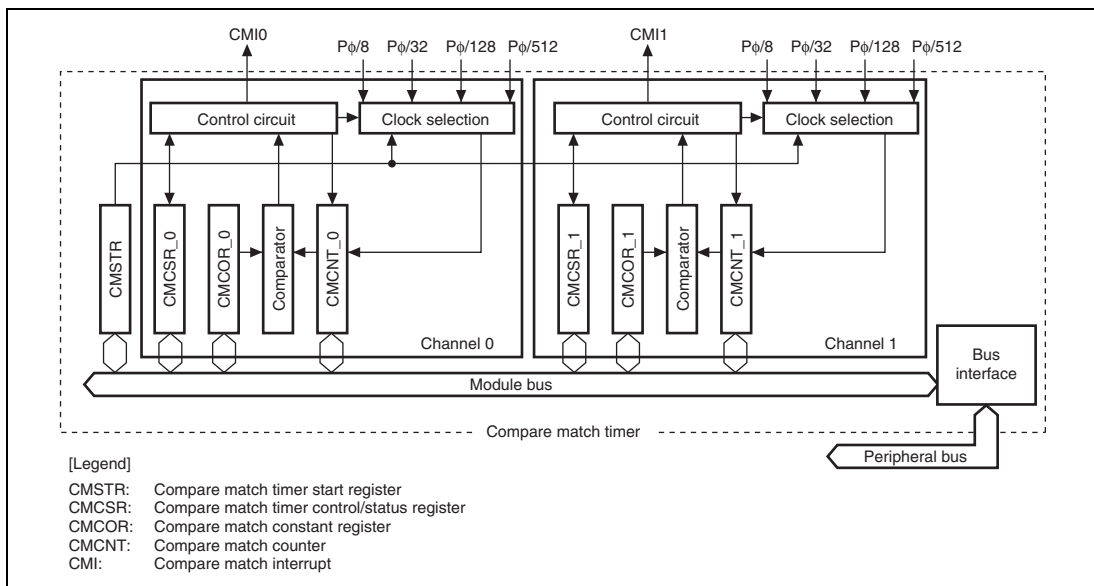 CMI0
Pϕ/8
Pϕ/32
Pϕ/128
Pϕ/512
CMI1
Pϕ/8
Pϕ/32
Pϕ/128
Pϕ/512
Control circuit
Clock selection
Control circuit
Clock selection
CMSTR
CMCSR_0
CMCOR_0
Comparator
CMCNT_0
CMCSR_1
CMCOR_1
Comparator
CMCNT_1
Channel 0
Channel 1
Bus
interface
Module bus
Compare match timer
Peripheral bus
[Legend]
CMSTR: Compare match timer start register
CMCSR: Compare match timer control/status register
CMCOR: Compare match constant register
CMCNT: Compare match counter
CMI: Compare match interrupt